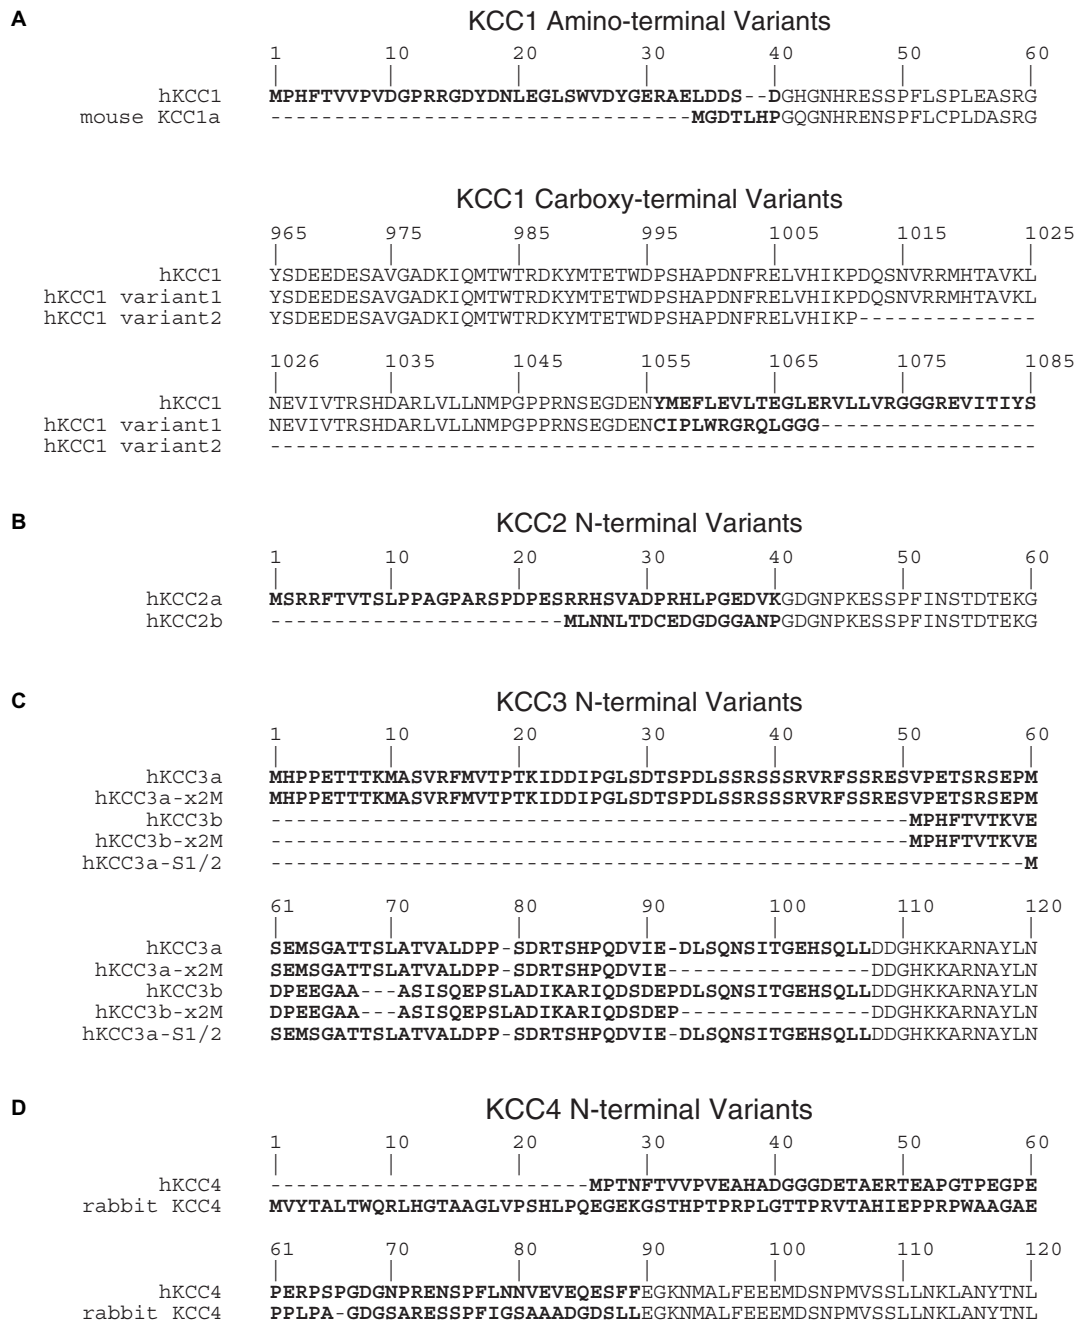 A
KCC1 Amino-terminal Variants
1 10 20 30 40 50 60
hKCC1 MPHFTVVPVDGPRRGDYDNLEGLSWVDYGERAELDDS--DGHGNHRESSPFLSPLEASRG
mouse KCC1a ---------------------------------MGDTLHPGQGNHRENSPFLCPLDASRG
KCC1 Carboxy-terminal Variants
965 975 985 995 1005 1015 1025
hKCC1 YSDEEDESAVGADKIQMTWTRDKYMTETWDPSHAPDNFRELVHIKPDQSNVRRMHTAVKL
hKCC1 variant1 YSDEEDESAVGADKIQMTWTRDKYMTETWDPSHAPDNFRELVHIKPDQSNVRRMHTAVKL
hKCC1 variant2 YSDEEDESAVGADKIQMTWTRDKYMTETWDPSHAPDNFRELVHIKP--------------
1026 1035 1045 1055 1065 1075 1085
hKCC1 NEVIVTRSHDARLVLLNMPGPPRNSEGDENYMEFLEVLTEGLERVLLVRGGGREVITIYS
hKCC1 variant1 NEVIVTRSHDARLVLLNMPGPPRNSEGDENCIPLWRGRQLGGG-----------------
hKCC1 variant2 ------------------------------------------------------------
B
KCC2 N-terminal Variants
1 10 20 30 40 50 60
hKCC2a MSRRFTVTSLPPAGPARSPDPESRRHSVADPRHLPGEDVKGDGNPKESSPFINSTDTEKG
hKCC2b -----------------------MLNNLTDCEDGDGGANPGDGNPKESSPFINSTDTEKG
C
KCC3 N-terminal Variants
1 10 20 30 40 50 60
hKCC3a MHPPETTTKMASVRFMVTPTKIDDIPGLSDTSPDLSSRSSSRVRFSSRESVPETSRSEPM
hKCC3a-x2M MHPPETTTKMASVRFMVTPTKIDDIPGLSDTSPDLSSRSSSRVRFSSRESVPETSRSEPM
hKCC3b --------------------------------------------------MPHFTVTKVE
hKCC3b-x2M --------------------------------------------------MPHFTVTKVE
hKCC3a-S1/2 -----------------------------------------------------------M
61 70 80 90 100 110 120
hKCC3a SEMSGATTSLATVALDPP-SDRTSHPQDVIE-DLSQNSITGEHSQLLDDGHKKARNAYLN
hKCC3a-x2M SEMSGATTSLATVALDPP-SDRTSHPQDVIE----------------DDGHKKARNAYLN
hKCC3b DPEEGAA---ASISQEPSLADIKARIQDSDEPDLSQNSITGEHSQLLDDGHKKARNAYLN
hKCC3b-x2M DPEEGAA---ASISQEPSLADIKARIQDSDEP---------------DDGHKKARNAYLN
hKCC3a-S1/2 SEMSGATTSLATVALDPP-SDRTSHPQDVIE-DLSQNSITGEHSQLLDDGHKKARNAYLN
D
KCC4 N-terminal Variants
1 10 20 30 40 50 60
hKCC4 -------------------------MPTNFTVVPVEAHADGGGDETAERTEAPGTPEGPE
rabbit KCC4 MVYTALTWQRLHGTAAGLVPSHLPQEGEKGSTHPTPRPLGTTPRVTAHIEPPRPWAAGAE
61 70 80 90 100 110 120
hKCC4 PERPSPGDGNPRENSPFLNNVEVEQESFFEGKNMALFEEEMDSNPMVSSLLNKLANYTNL
rabbit KCC4 PPLPA-GDGSARESSPFIGSAAADGDSLLEGKNMALFEEEMDSNPMVSSLLNKLANYTNL